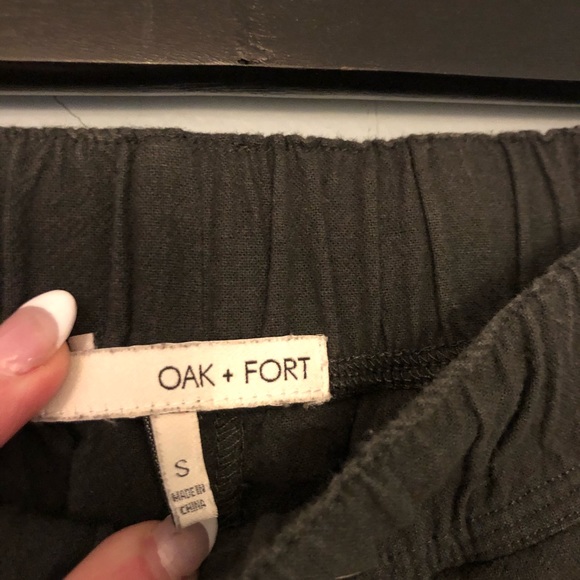 OAK + FORT
S
MADE IN
CHINA